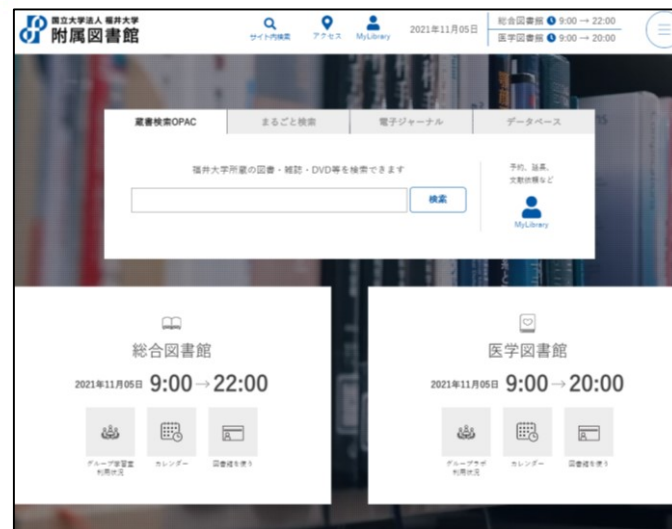 国立大学法人 福井大学
附属図書館
サイト内検索
アクセス
MyLibrary
2021年11月05日
総合図書館 9:00 → 22:00
医学図書館 9:00 → 20:00
蔵書検索OPAC
まるごと検索
電子ジャーナル
データベース
福井大学所蔵の図書・雑誌・DVD等を検索できます
検索
予約、延長、
文献依頼など
MyLibrary
総合図書館
2021年11月05日 9:00→22:00
グループ学習室
利用状況
カレンダー
図書館を使う
医学図書館
2021年11月05日 9:00→20:00
グループラボ
利用状況
カレンダー
図書館を使う